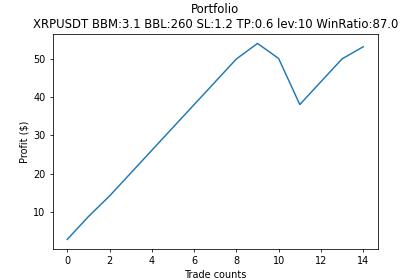 Portfolio
XRPUSDT BBM:3.1 BBL:260 SL:1.2 TP:0.6 lev:10 WinRatio:87.0
Profit ($)
50
40
30
20
10
0 2 4 6 8 10 12 14
Trade counts